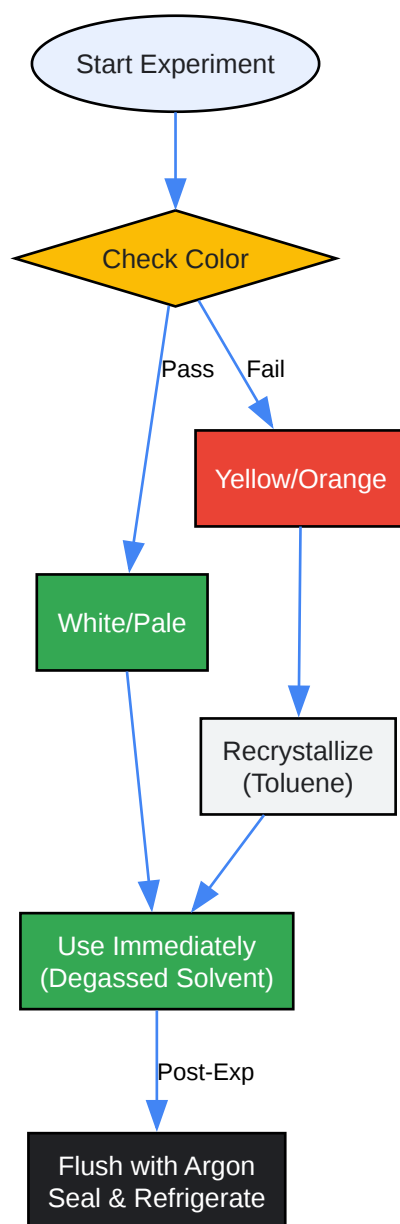 Start Experiment
Check Color
Pass
Fail
Yellow/Orange
White/Pale
Recrystallize
(Toluene)
Use Immediately
(Degassed Solvent)
Post-Exp
Flush with Argon
Seal & Refrigerate